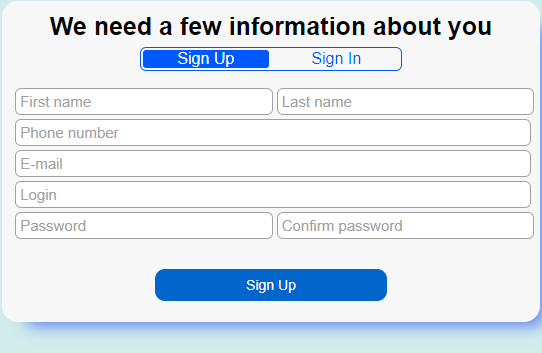 We need a few information about you
Sign Up Sign In
First name Last name
Phone number
E-mail
Login
Password Confirm password
Sign Up